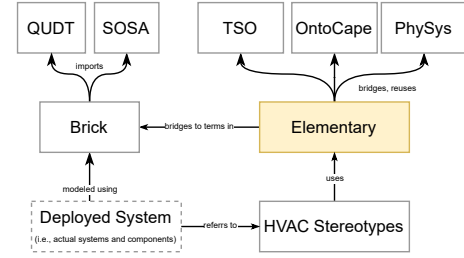 QUDT
SOSA
TSO
OntoCape
PhySys
imports
bridges, reuses
Brick
bridges to terms in
Elementary
modeled using
uses
Deployed System
(i.e., actual systems and components)
referrs to
HVAC Stereotypes